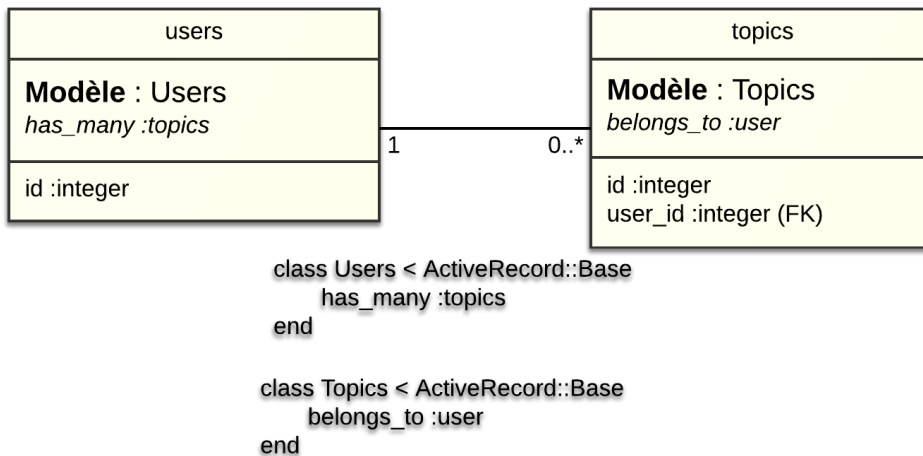 users
Modèle : Users
has_many :topics
id :integer
1
0..*
topics
Modèle : Topics
belongs_to :user
id :integer
user_id :integer (FK)
class Users < ActiveRecord::Base
has_many :topics
end
class Topics < ActiveRecord::Base
belongs_to :user
end